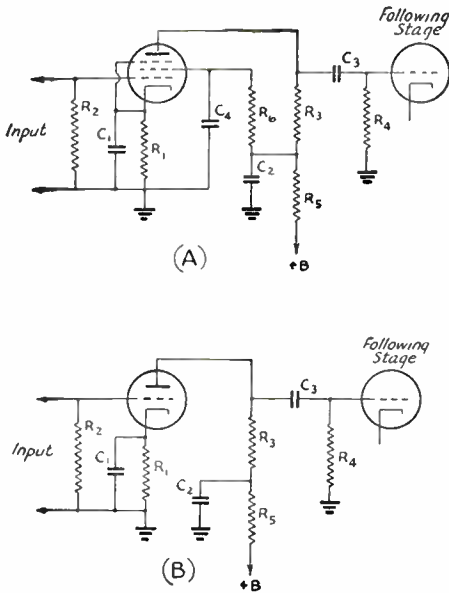 Following
Stage
C3
R2
Input
C1
R1
C4
R6
C2
R3
R4
R5
+B
(A)
Following
Stage
C3
R2
Input
C1
R1
R3
C2
R4
R5
+B
(B)